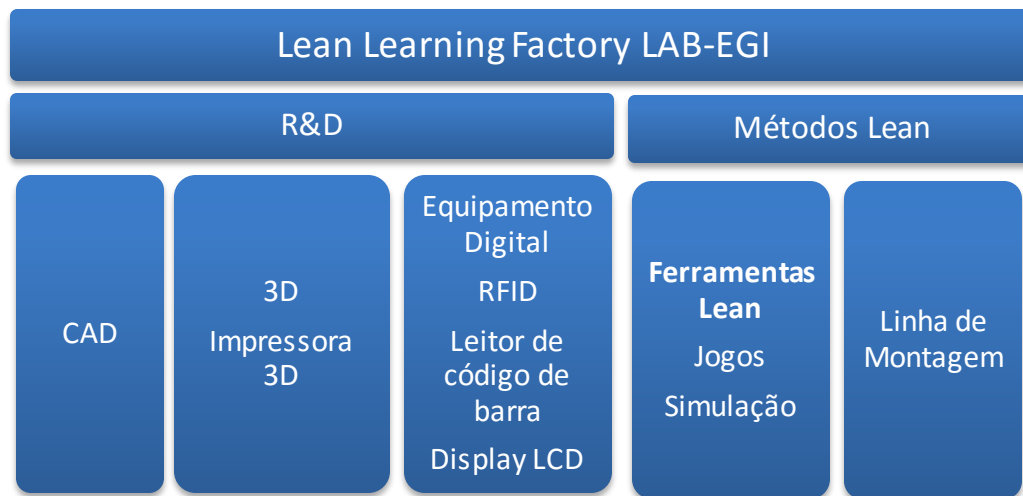 Lean Learning Factory LAB-EGI
R&D
Métodos Lean
CAD
3D
Impressora
3D
Equipamento
Digital
RFID
Leitor de
código de
barra
Display LCD
Ferramentas
Lean
Jogos
Simulação
Linha de
Montagem